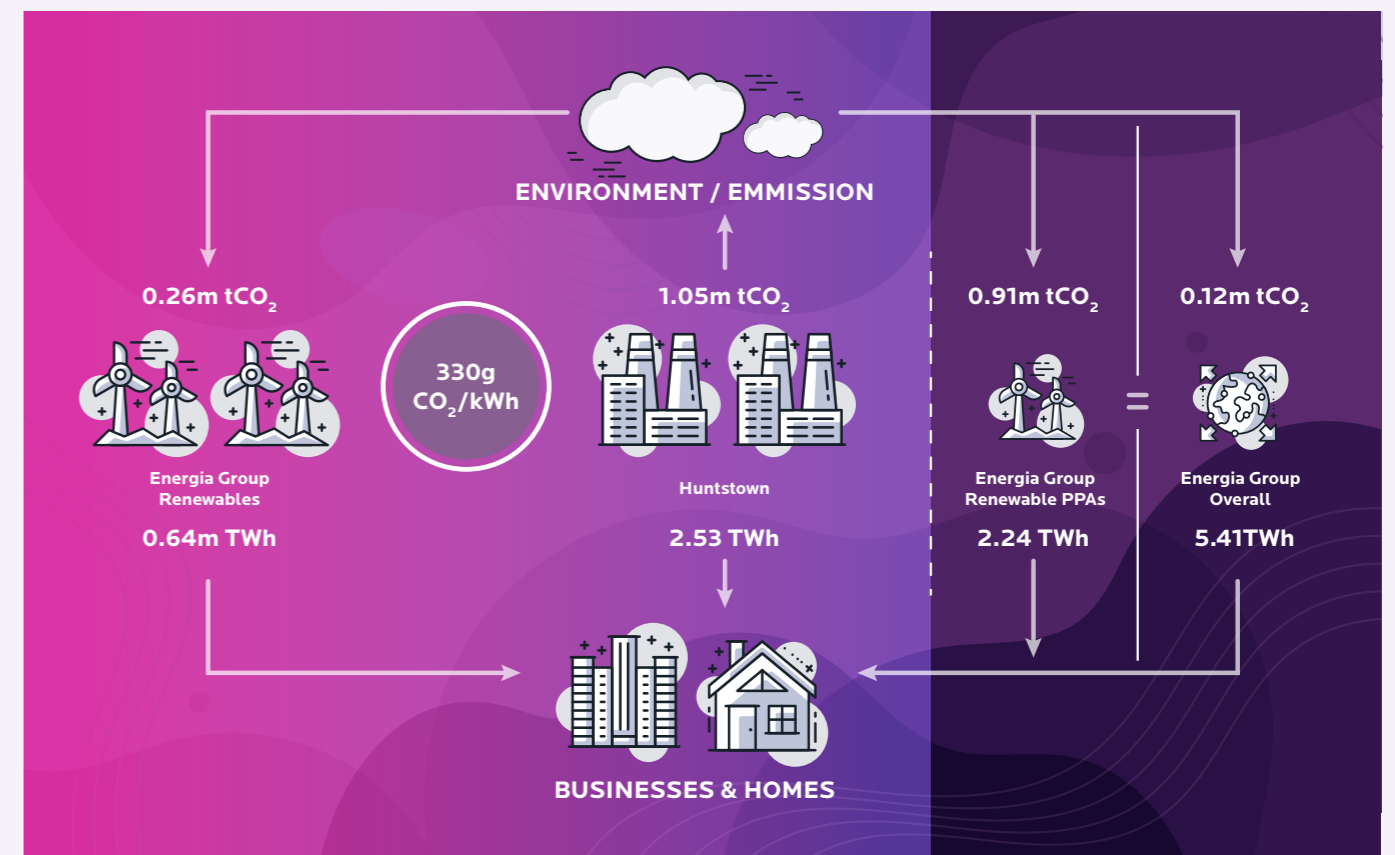 ENVIRONMENT / EMMISSION
0.26m tCO₂
1.05m tCO₂
0.91m tCO₂
0.12m tCO₂
330g
CO₂/kWh
=
Energia Group
Renewables
Huntstown
Energia Group
Renewable PPAs
Energia Group
Overall
0.64m TWh
2.53 TWh
2.24 TWh
5.41TWh
BUSINESSES & HOMES